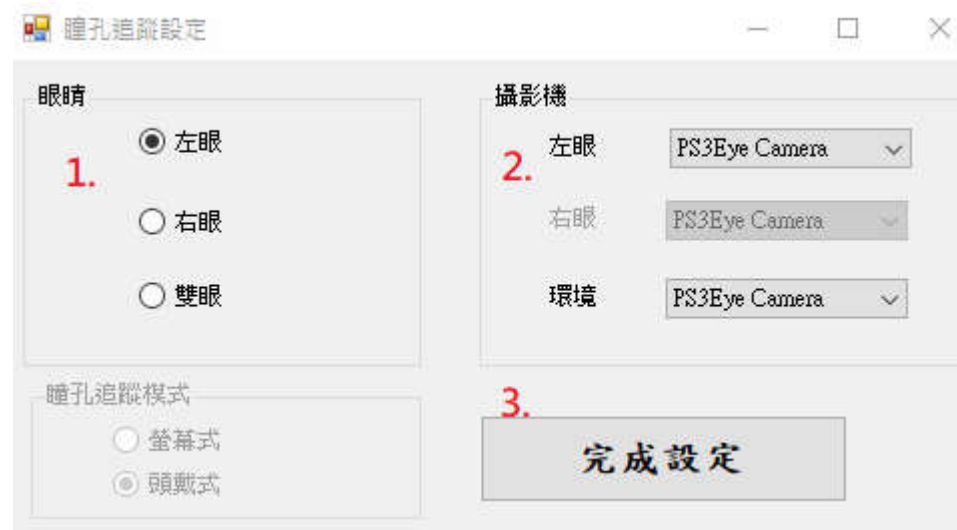 瞳孔追蹤設定
眼睛
1.
左眼
右眼
雙眼
攝影機
2.
左眼 PS3Eye Camera
右眼 PS3Eye Camera
環境 PS3Eye Camera
瞳孔追蹤模式
螢幕式
頭戴式
3.
完成設定